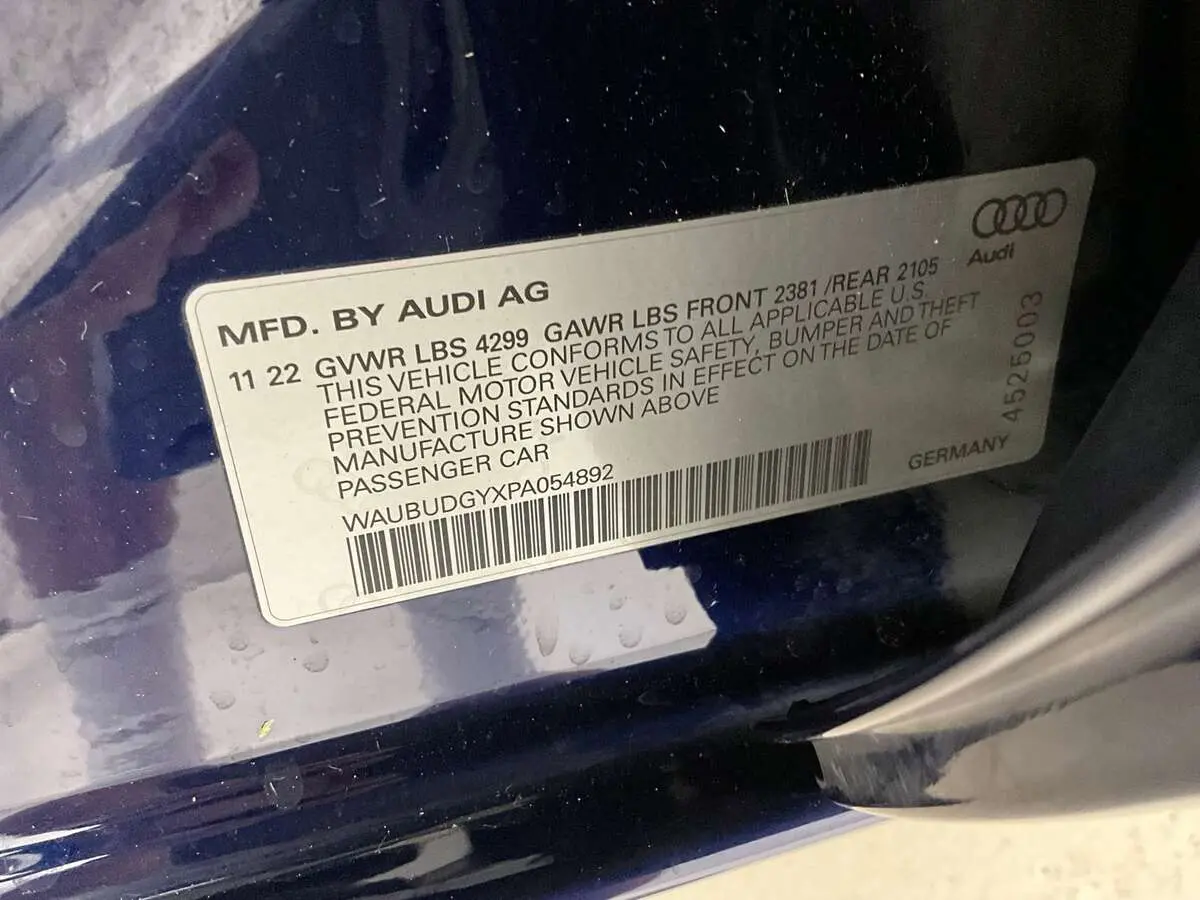 Audi
MFD. BY AUDI AG
11 22 GVWR LBS 4299 GAWR LBS FRONT 2381 /REAR 2105
THIS VEHICLE CONFORMS TO ALL APPLICABLE U.S.
FEDERAL MOTOR VEHICLE SAFETY, BUMPER AND THEFT
PREVENTION STANDARDS IN EFFECT ON THE DATE OF
MANUFACTURE SHOWN ABOVE
PASSENGER CAR
WAUBUDGYXPA054892
GERMANY
4525003